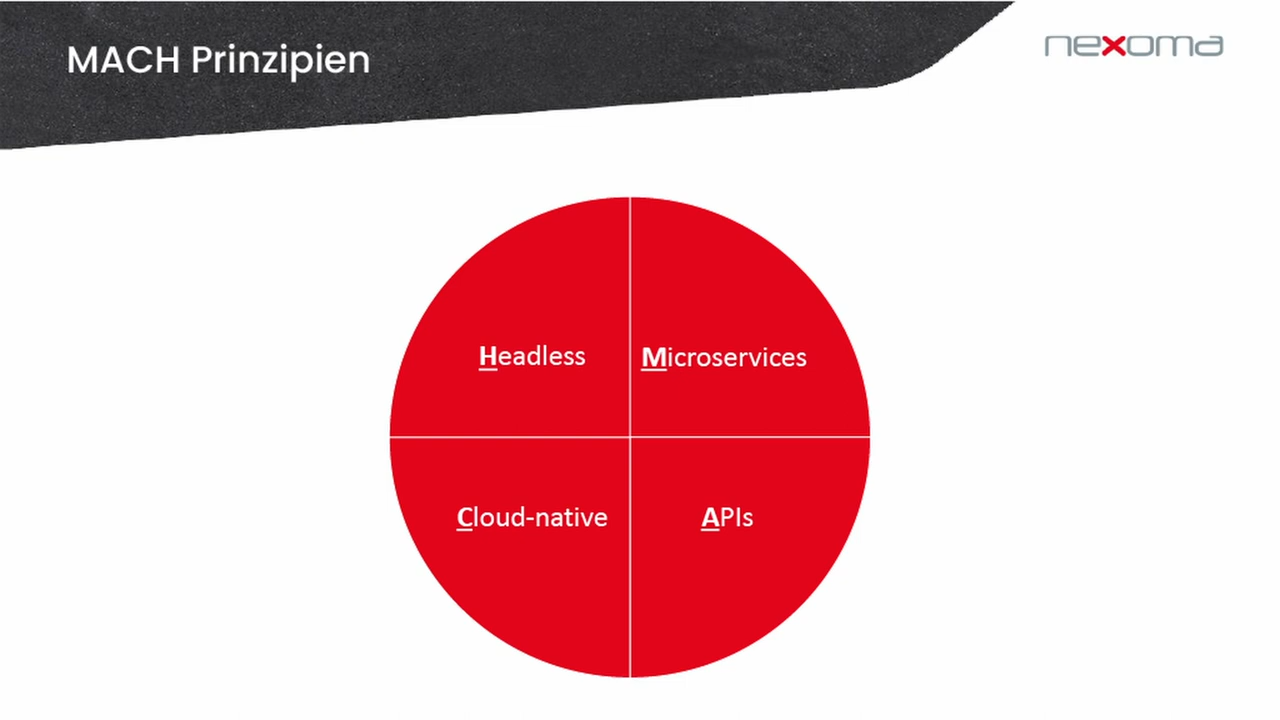 MACH Prinzipien
nexoma
Headless
Microservices
Cloud-native
APIs